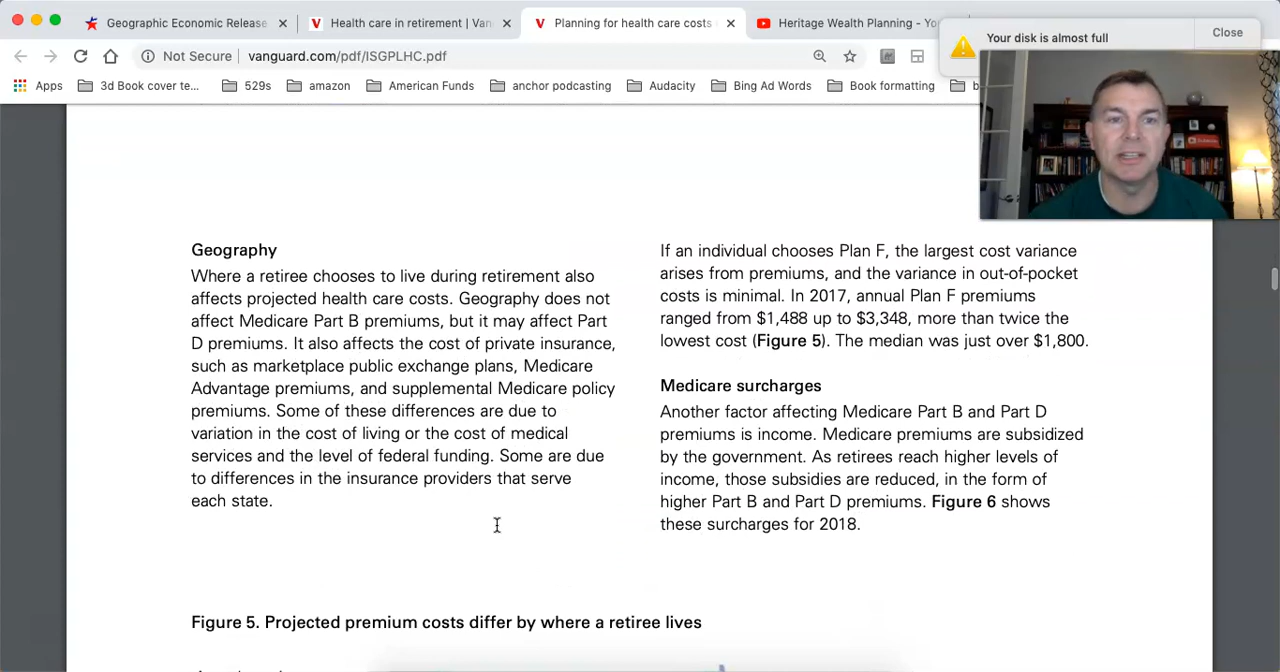 Geographic Economic Release
Health care in retirement | Van
Planning for health care costs
Heritage Wealth Planning - Yo
Your disk is almost full
Close
Not Secure
vanguard.com/pdf/ISGPLHC.pdf
Apps
3d Book cover te...
529s
amazon
American Funds
anchor podcasting
Audacity
Bing Ad Words
Book formatting
Geography
Where a retiree chooses to live during retirement also
affects projected health care costs. Geography does not
affect Medicare Part B premiums, but it may affect Part
D premiums. It also affects the cost of private insurance,
such as marketplace public exchange plans, Medicare
Advantage premiums, and supplemental Medicare policy
premiums. Some of these differences are due to
variation in the cost of living or the cost of medical
services and the level of federal funding. Some are due
to differences in the insurance providers that serve
each state.
If an individual chooses Plan F, the largest cost variance
arises from premiums, and the variance in out-of-pocket
costs is minimal. In 2017, annual Plan F premiums
ranged from $1,488 up to $3,348, more than twice the
lowest cost (Figure 5). The median was just over $1,800.
Medicare surcharges
Another factor affecting Medicare Part B and Part D
premiums is income. Medicare premiums are subsidized
by the government. As retirees reach higher levels of
income, those subsidies are reduced, in the form of
higher Part B and Part D premiums. Figure 6 shows
these surcharges for 2018.
Figure 5. Projected premium costs differ by where a retiree lives